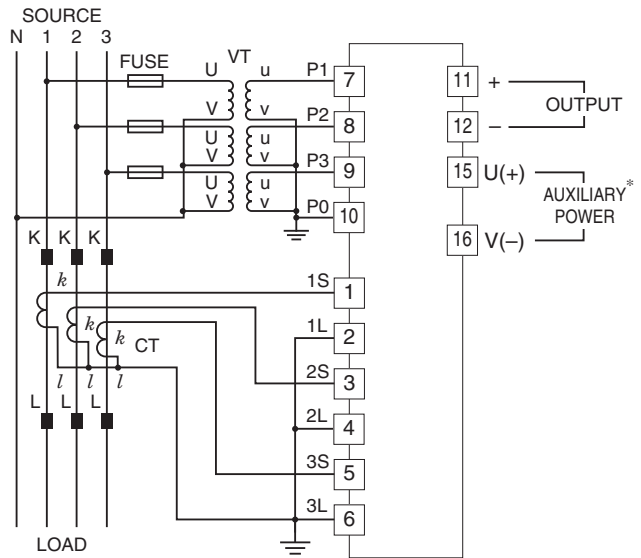 SOURCE
N 1 2 3
FUSE
VT
U u P1 7
V v
P2 8
U u
V v
P3 9
U u
V v
P0 10
11 +
OUTPUT
12 –
15 U(+)
AUXILIARY*
POWER
16 V(–)
K K K
k
1S 1
k
k CT
1L 2
l l l
2S 3
L L L
2L 4
3S 5
3L 6
LOAD